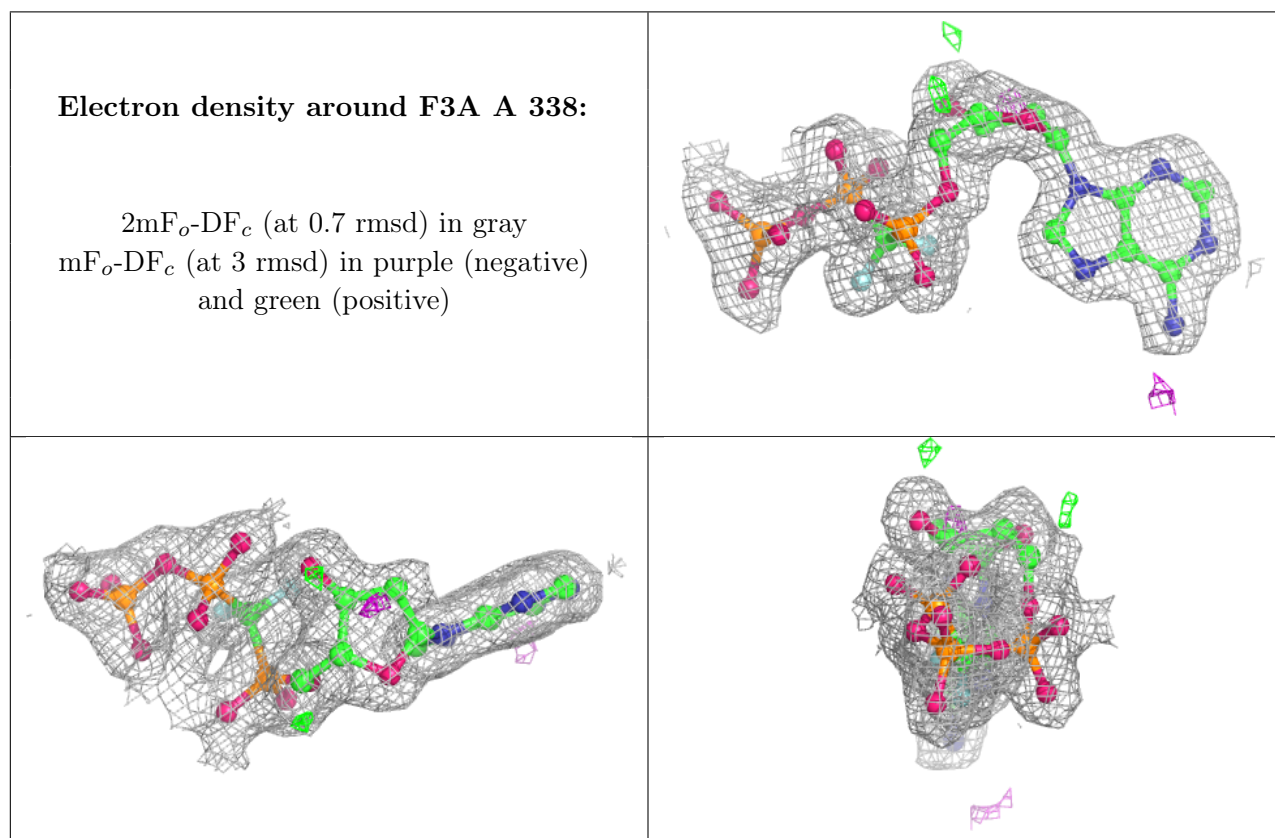 Electron density around F3A A 338:
2mFₒ-DF𝒸 (at 0.7 rmsd) in gray
mFₒ-DF𝒸 (at 3 rmsd) in purple (negative)
and green (positive)